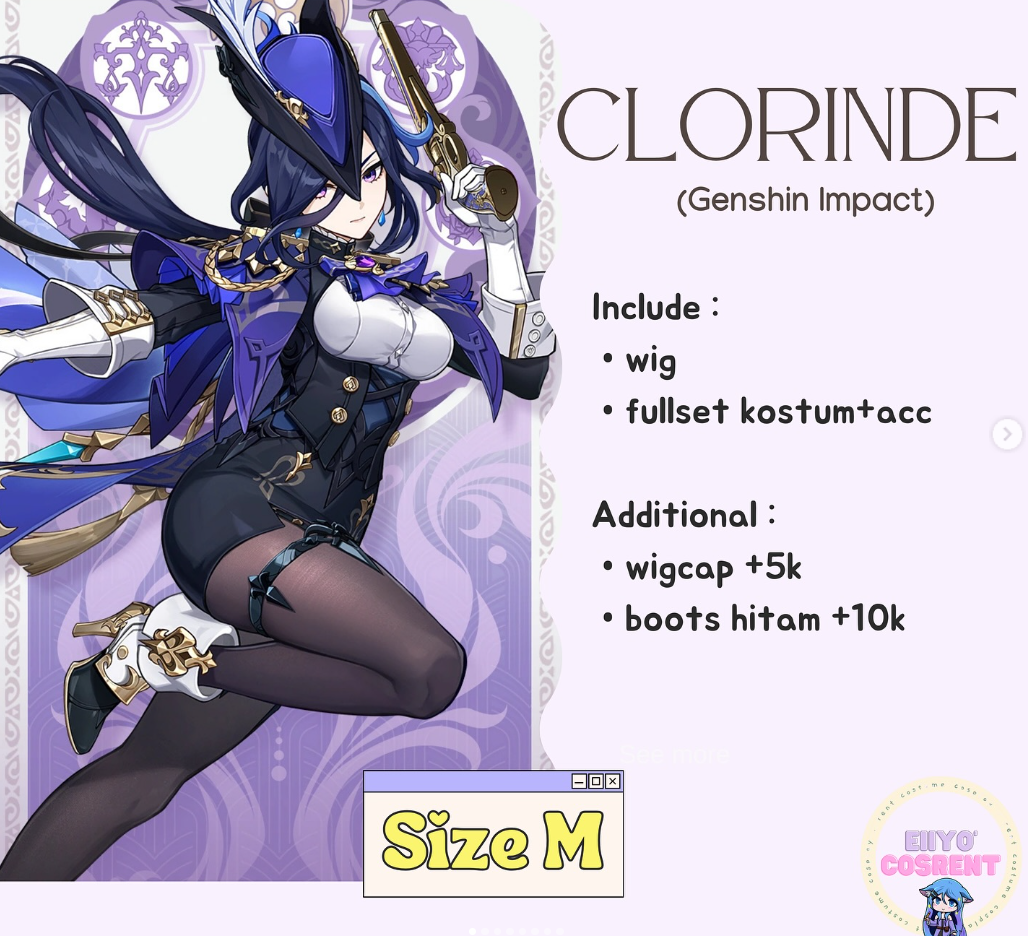 CLORINDE
(Genshin Impact)
Include :
• wig
• fullset kostum+acc
Additional :
• wigcap +5k
• boots hitam +10k
See more
Size M
EIIYO'
COSRENT